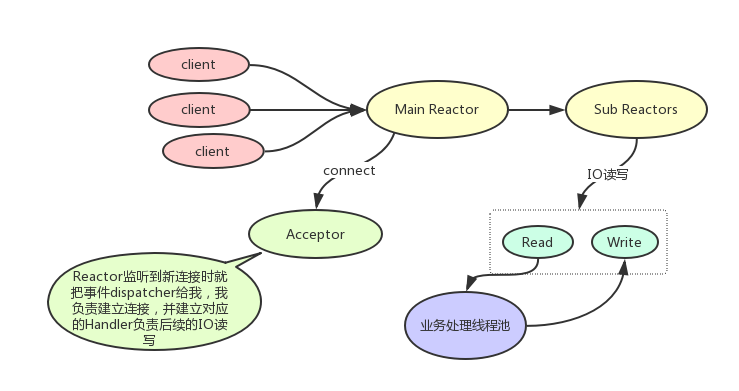 client
client
client
Main Reactor
Sub Reactors
connect
IO读写
Acceptor
Read
Write
Reactor监听到新连接时就
把事件dispatcher给我，我
负责建立连接，并建立对应
的Handler负责后续的IO读
写
业务处理线程池